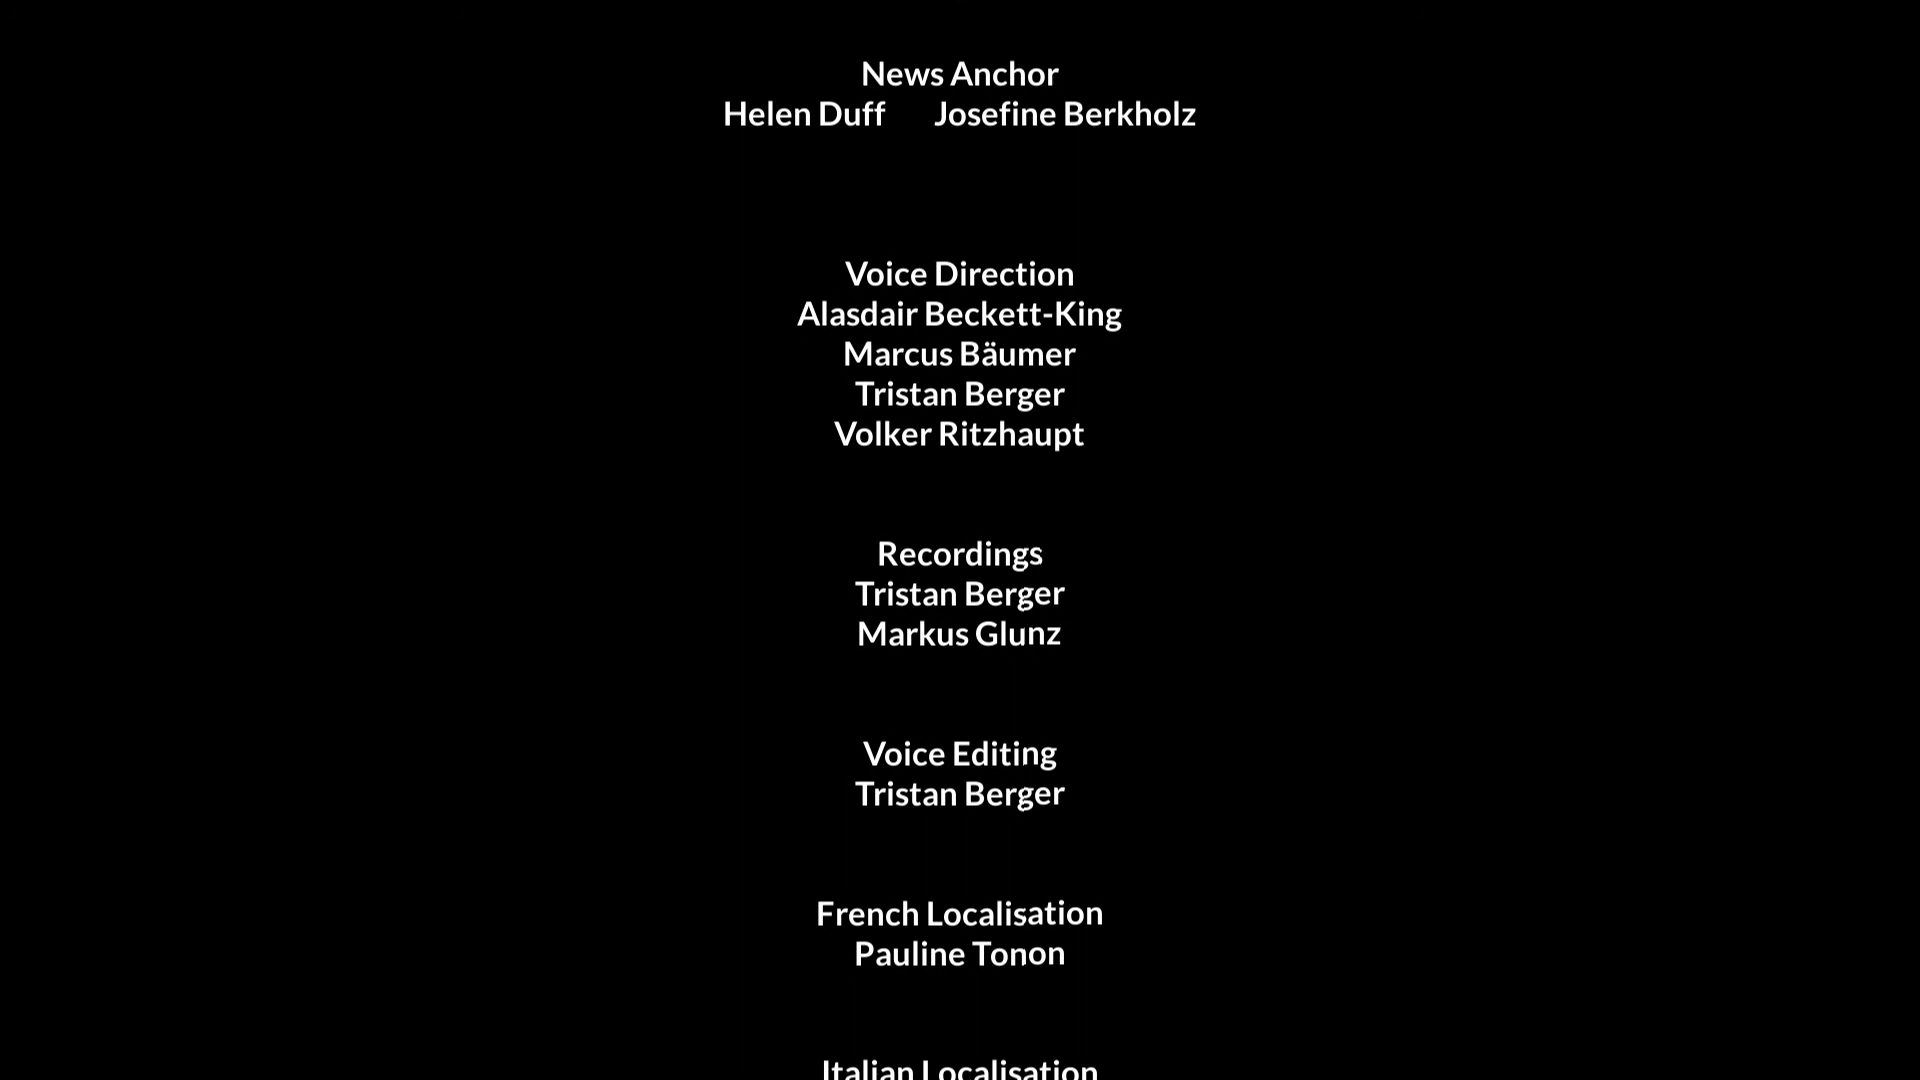 News Anchor
Helen Duff Josefine Berkholz
Voice Direction
Alasdair Beckett-King
Marcus Bäumer
Tristan Berger
Volker Ritzhaupt
Recordings
Tristan Berger
Markus Glunz
Voice Editing
Tristan Berger
French Localisation
Pauline Tonon
Italian Localisation